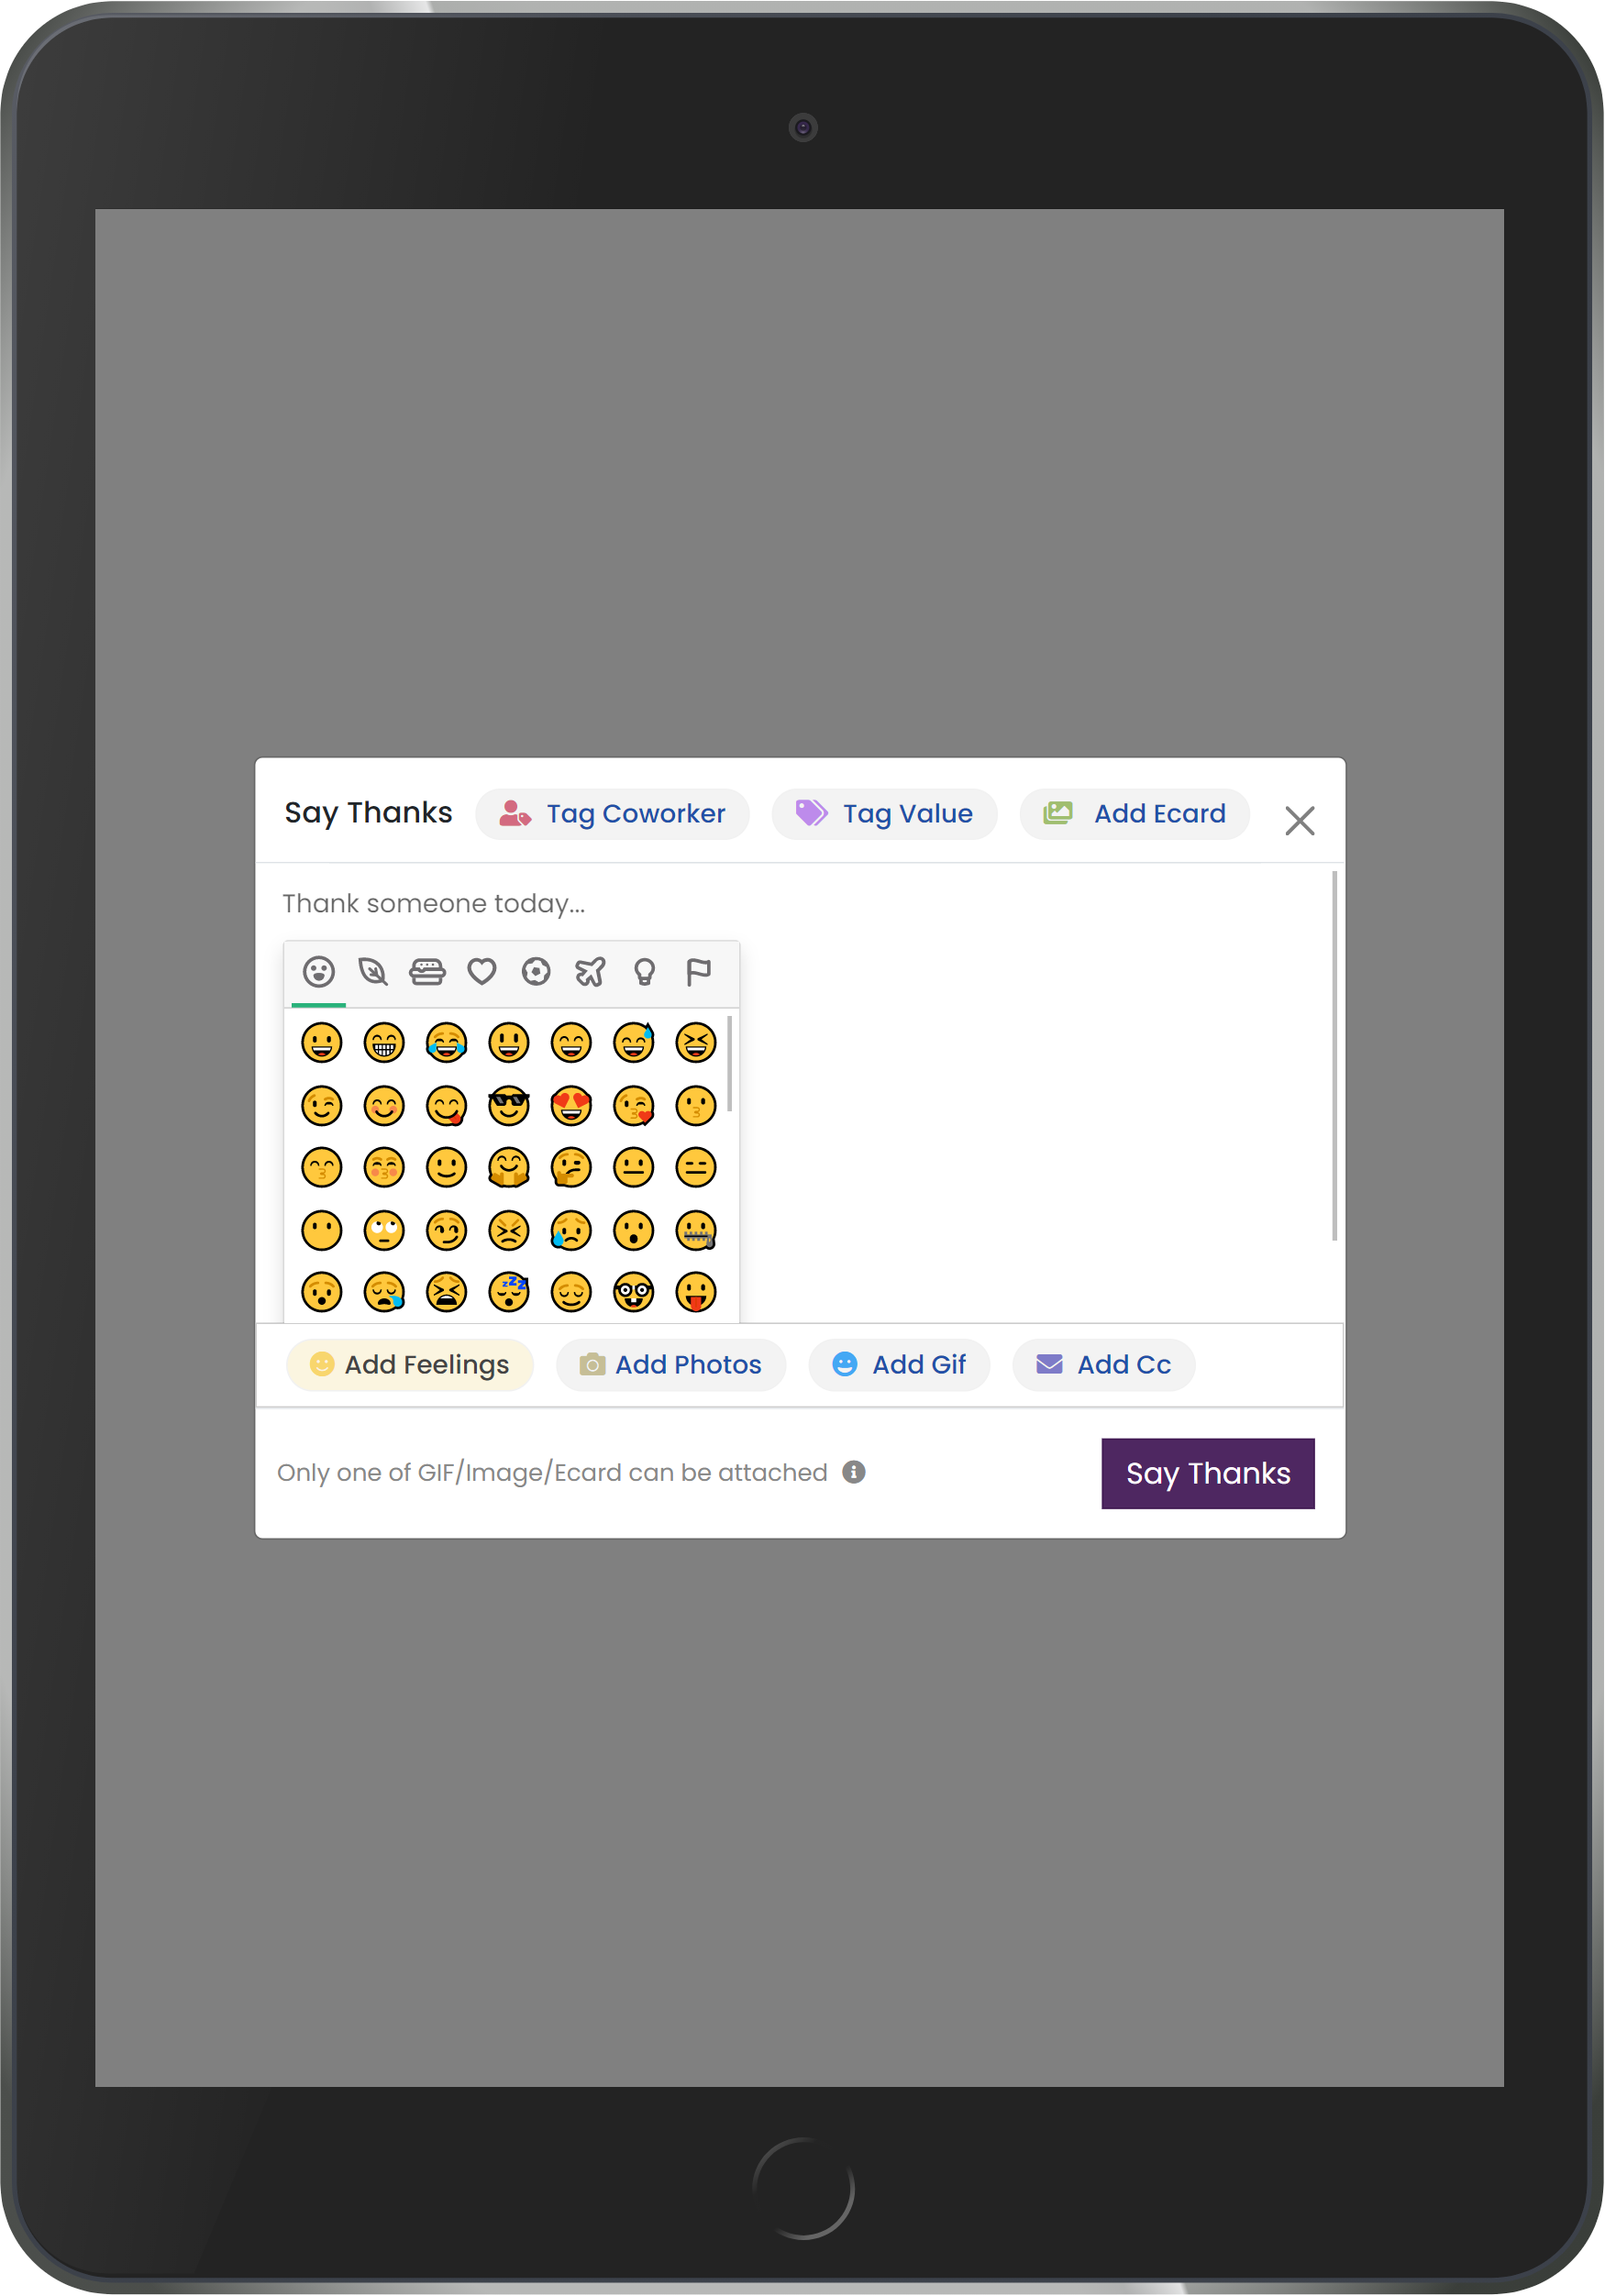 Say Thanks Tag Coworker Tag Value Add Ecard
Thank someone today...
Add Feelings Add Photos Add Gif Add Cc
Only one of GIF/Image/Ecard can be attached Say Thanks